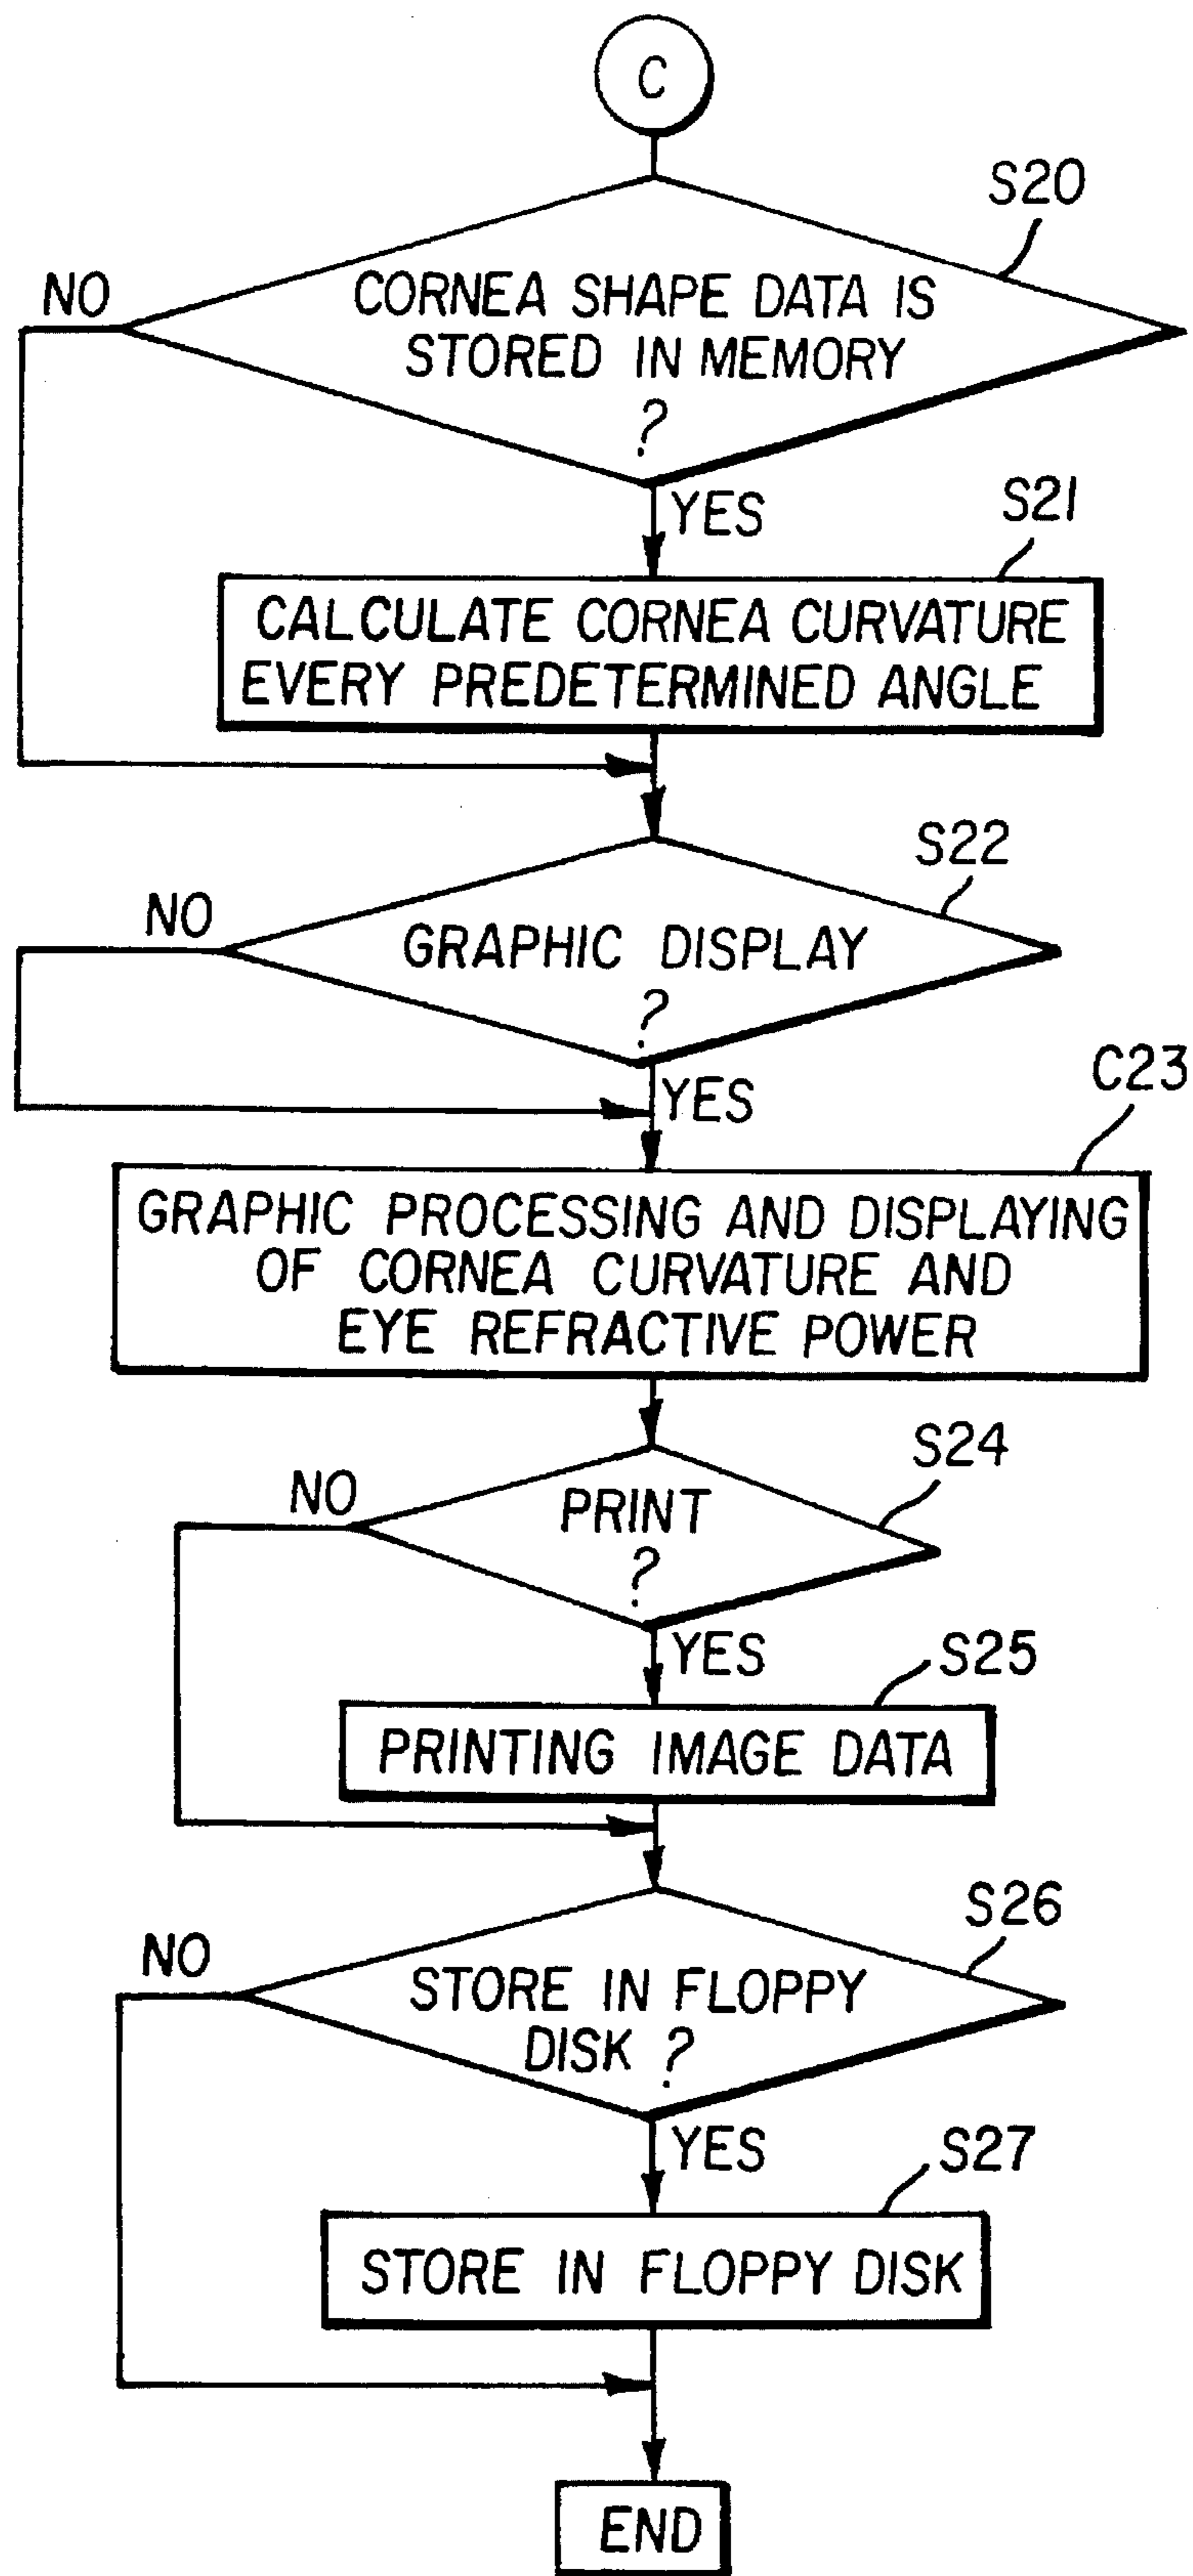 C
S20
NO
CORNEA SHAPE DATA IS
STORED IN MEMORY
?
YES
S21
CALCULATE CORNEA CURVATURE
EVERY PREDETERMINED ANGLE
S22
NO
GRAPHIC DISPLAY
?
YES
C23
GRAPHIC PROCESSING AND DISPLAYING
OF CORNEA CURVATURE AND
EYE REFRACTIVE POWER
S24
NO
PRINT
?
YES
S25
PRINTING IMAGE DATA
S26
NO
STORE IN FLOPPY
DISK ?
YES
S27
STORE IN FLOPPY DISK
END